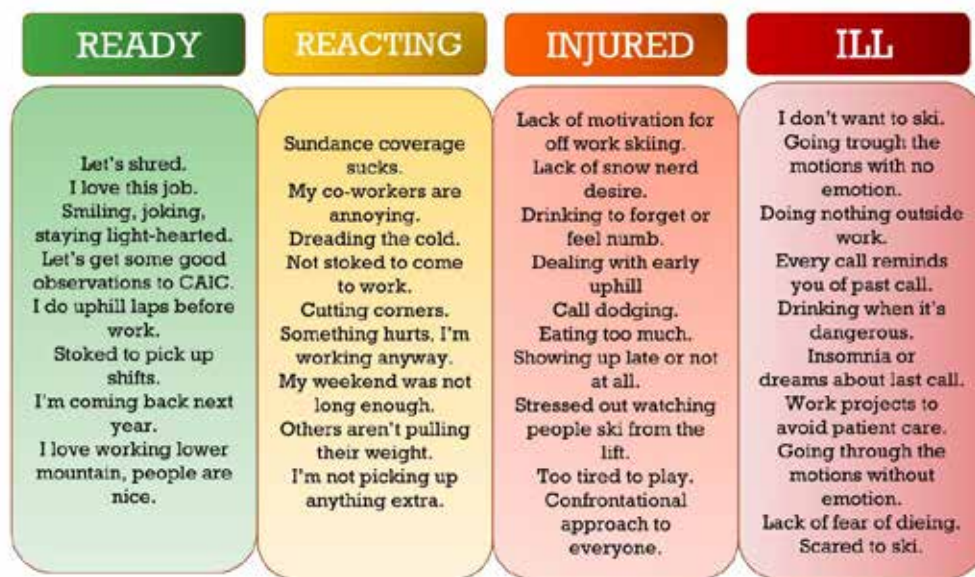 READY
Let's shred.
I love this job.
Smiling, joking,
staying light-hearted.
Let's get some good
observations to CAIC.
I do uphill laps before
work.
Stoked to pick up
shifts.
I'm coming back next
year.
I love working lower
mountain, people are
nice.
REACTING
Sundance coverage
sucks.
My co-workers are
annoying.
Dreading the cold.
Not stoked to come
to work.
Cutting corners.
Something hurts, I'm
working anyway.
My weekend was not
long enough.
Others aren't pulling
their weight.
I'm not picking up
anything extra.
INJURED
Lack of motivation for
off work skiing.
Lack of snow nerd
desire.
Drinking to forget or
feel numb.
Dealing with early
uphill
Call dodging.
Eating too much.
Showing up late or not
at all.
Stressed out watching
people ski from the
lift.
Too tired to play.
Confrontational
approach to
everyone.
ILL
I don't want to ski.
Going trough the
motions with no
emotion.
Doing nothing outside
work.
Every call reminds
you of past call.
Drinking when it's
dangerous.
Insomnia or
dreams about last call.
Work projects to
avoid patient care.
Going through the
motions without
emotion.
Lack of fear of dieing.
Scared to ski.